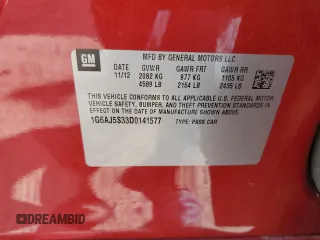 GM
MFD BY GENERAL MOTORS LLC
11/12
GVWR
2082 KG
4589 LB
GAWR FRT
977 KG
2154 LB
GAWR RR
1105 KG
2435 LB
THIS VEHICLE CONFORMS TO ALL APPLICABLE U.S. FEDERAL MOTOR
VEHICLE SAFETY, BUMPER, AND THEFT PREVENTION STANDARDS IN
EFFECT ON THE DATE OF MANUFACTURE SHOWN ABOVE.
1G6AJ5S33D0141577
TYPE: PASS CAR
DREAMBID